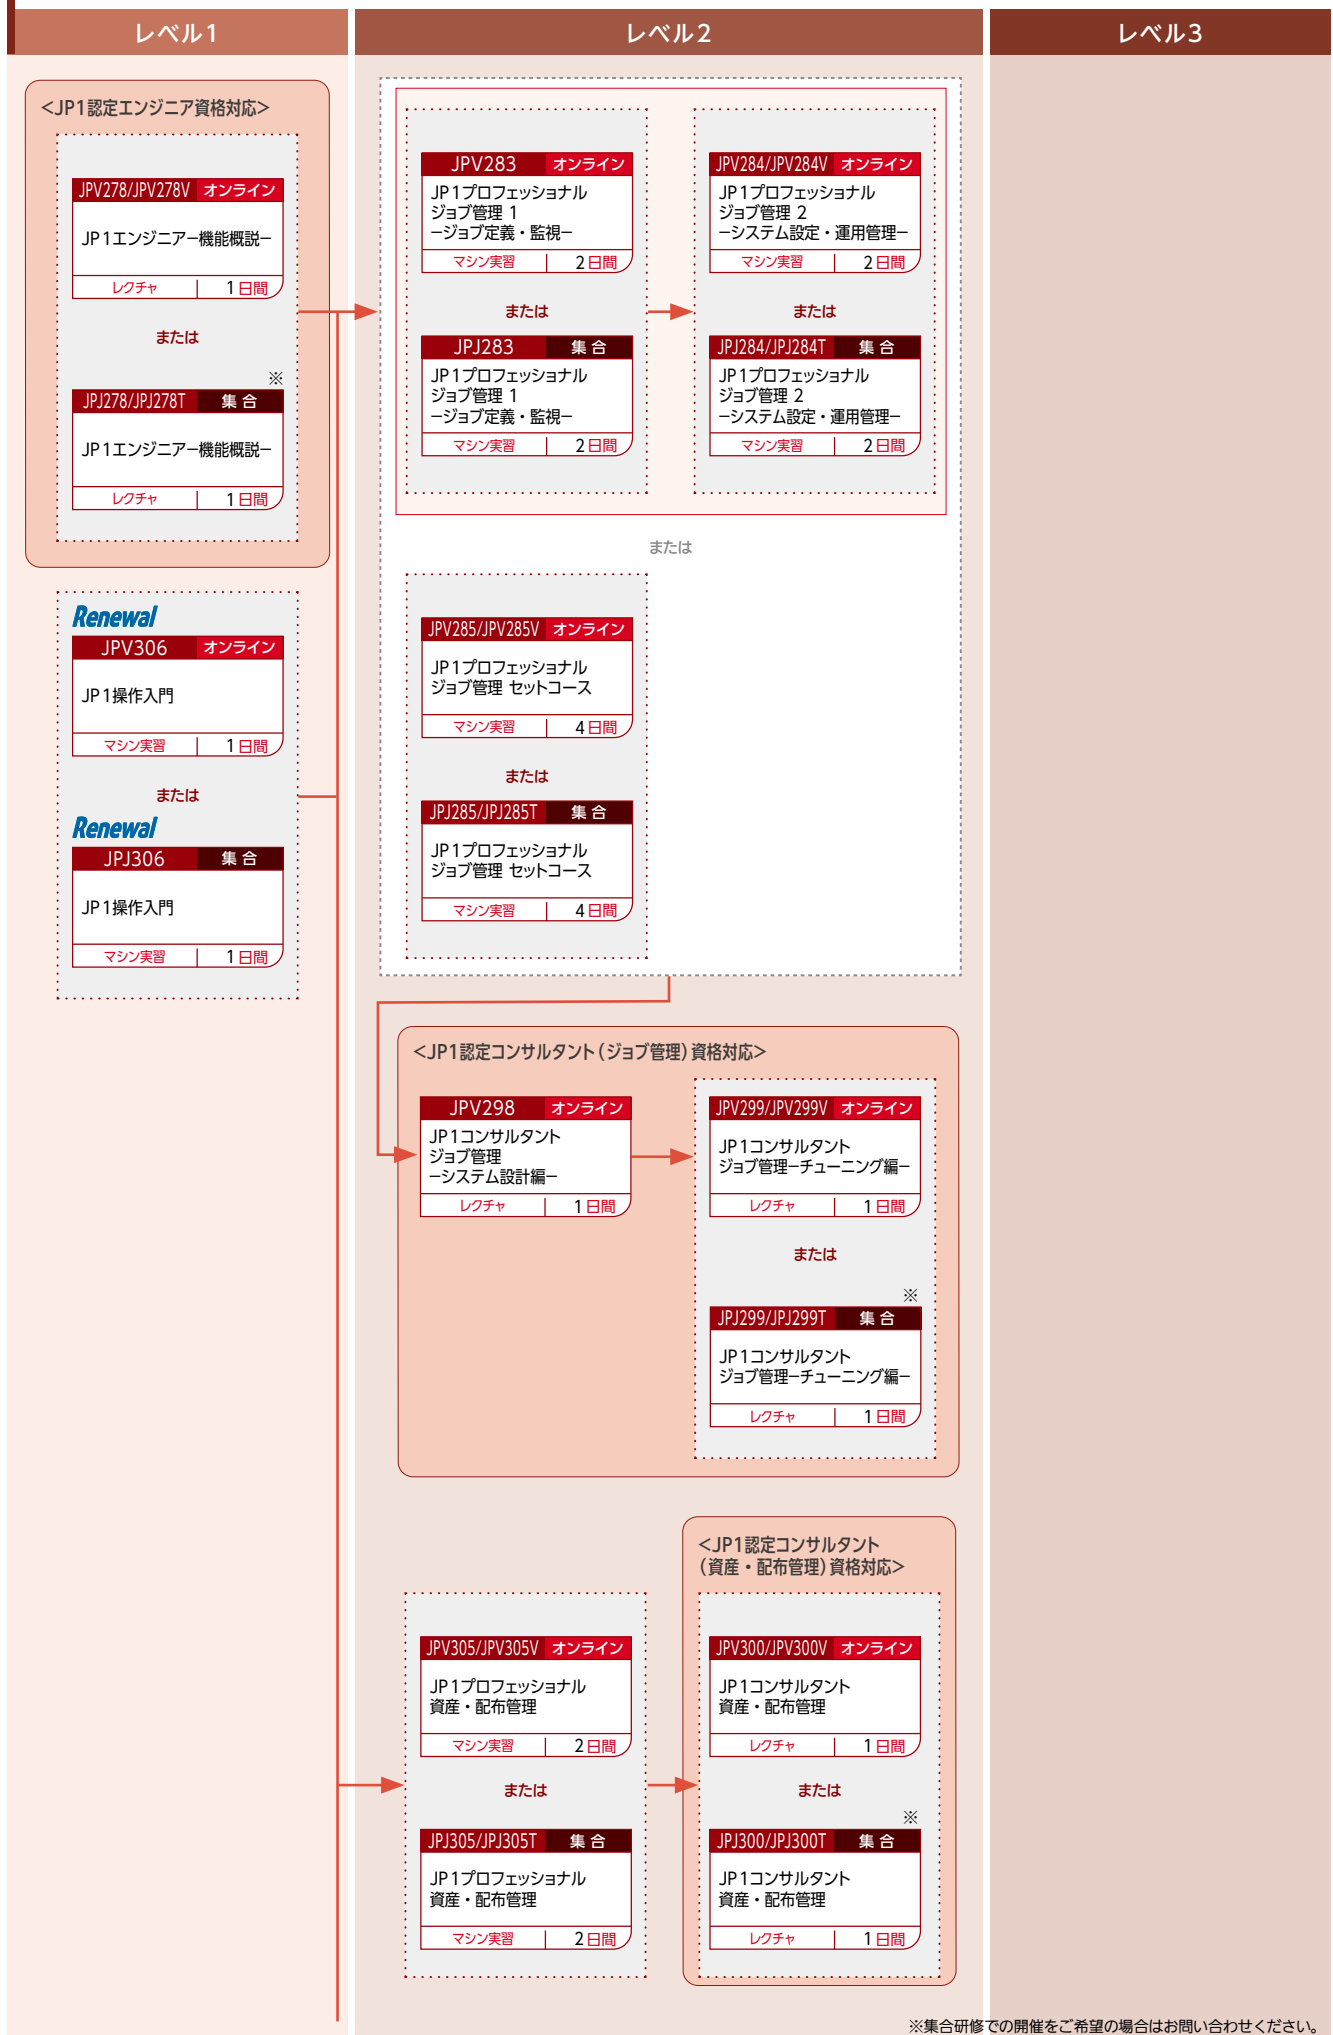 レベル1
<JP1認定エンジニア資格対応>
JPV278/JPV278V オンライン
JP1エンジニアー機能概説ー
レクチャ 1日間
または
※
JPJ278/JPJ278T 集合
JP1エンジニアー機能概説ー
レクチャ 1日間
Renewal
JPV306 オンライン
JP1操作入門
マシン実習 1日間
または
Renewal
JPJ306 集合
JP1操作入門
マシン実習 1日間
レベル2
JPV283 オンライン
JP1プロフェッショナル
ジョブ管理 1
ージョブ定義・監視ー
マシン実習 2日間
または
JPJ283 集合
JP1プロフェッショナル
ジョブ管理 1
ージョブ定義・監視ー
マシン実習 2日間
JPV284/JPV284V オンライン
JP1プロフェッショナル
ジョブ管理 2
ーシステム設定・運用管理ー
マシン実習 2日間
または
JPJ284/JPJ284T 集合
JP1プロフェッショナル
ジョブ管理 2
ーシステム設定・運用管理ー
マシン実習 2日間
または
JPV285/JPV285V オンライン
JP1プロフェッショナル
ジョブ管理 セットコース
マシン実習 4日間
または
JPJ285/JPJ285T 集合
JP1プロフェッショナル
ジョブ管理 セットコース
マシン実習 4日間
<JP1認定コンサルタント(ジョブ管理)資格対応>
JPV298 オンライン
JP1コンサルタント
ジョブ管理
ーシステム設計編ー
レクチャ 1日間
JPV299/JPV299V オンライン
JP1コンサルタント
ジョブ管理ーチューニング編ー
レクチャ 1日間
または
※
JPJ299/JPJ299T 集合
JP1コンサルタント
ジョブ管理ーチューニング編ー
レクチャ 1日間
JPV305/JPV305V オンライン
JP1プロフェッショナル
資産・配布管理
マシン実習 2日間
または
JPJ305/JPJ305T 集合
JP1プロフェッショナル
資産・配布管理
マシン実習 2日間
<JP1認定コンサルタント
(資産・配布管理)資格対応>
JPV300/JPV300V オンライン
JP1コンサルタント
資産・配布管理
レクチャ 1日間
または
※
JPJ300/JPJ300T 集合
JP1コンサルタント
資産・配布管理
レクチャ 1日間
レベル3
※集合研修での開催をご希望の場合はお問い合わせください。